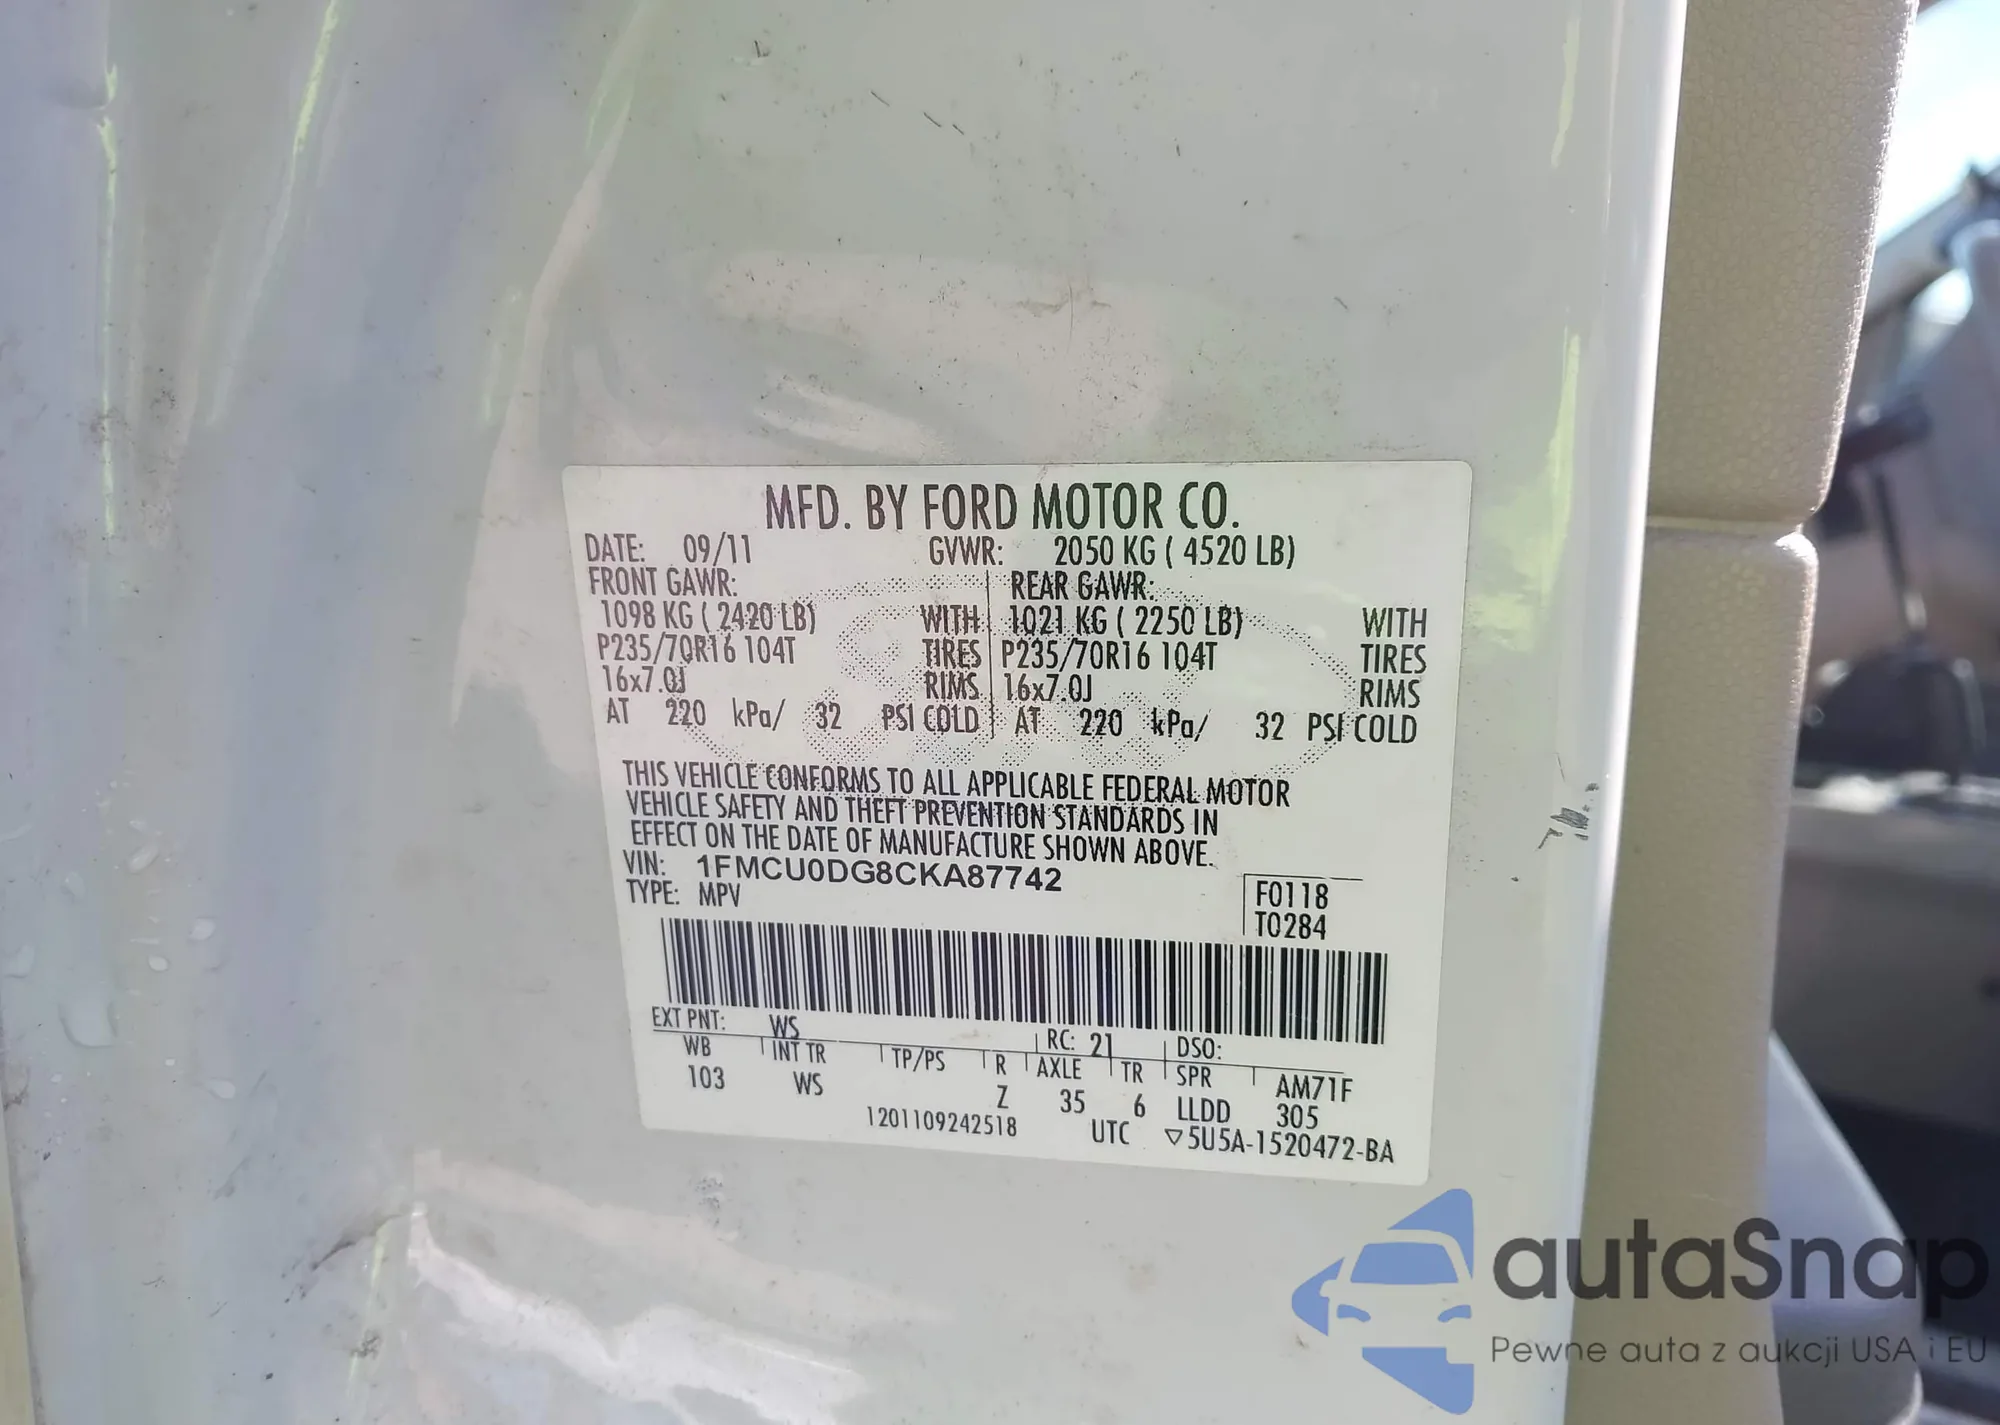 MFD. BY FORD MOTOR CO.
DATE: 09/11 GVWR: 2050 KG ( 4520 LB)
FRONT GAWR: REAR GAWR:
1098 KG ( 2420 LB) WITH 1021 KG ( 2250 LB) WITH
P235/70R16 104T TIRES P235/70R16 104T TIRES
16x7.0J RIMS 16x7.0J RIMS
AT 220 kPa/ 32 PSI COLD AT 220 kPa/ 32 PSI COLD
THIS VEHICLE CONFORMS TO ALL APPLICABLE FEDERAL MOTOR
VEHICLE SAFETY AND THEFT PREVENTION STANDARDS IN
EFFECT ON THE DATE OF MANUFACTURE SHOWN ABOVE.
VIN: 1FMCU0DG8CKA87742
TYPE: MPV
F0118
T0284
EXT PNT: WS RC: 21 DSO:
WB INT TR TP/PS R AXLE TR SPR AM71F
103 WS Z 35 6 LLDD 305
1201109242518 UTC ▽5U5A-1520472-BA
autaSnap
Pewne auta z aukcji USA i EU